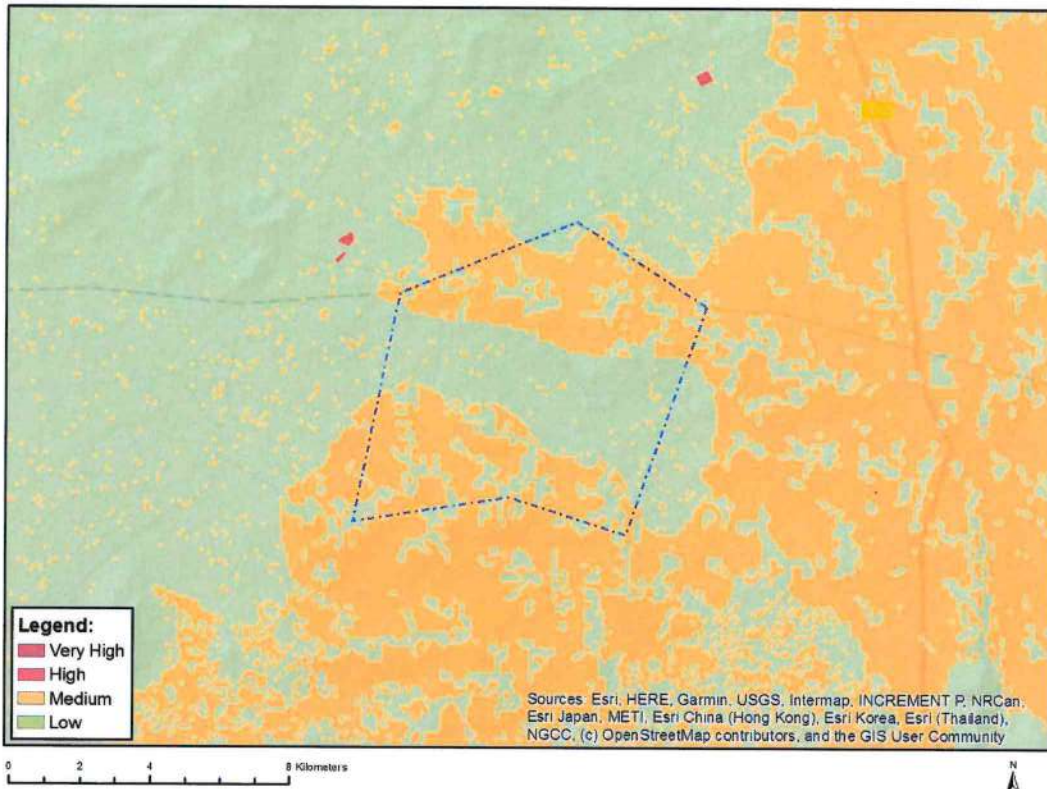 Legend:
Very High
High
Medium
Low
Sources: Esri, HERE, Garmin, USGS, Intermap, INCREMENT P, NRCan,
Esri Japan, METI, Esri China (Hong Kong), Esri Korea, Esri (Thailand),
NGCC, (c) OpenStreetMap contributors, and the GIS User Community
0 2 4 8 Kilometers
N